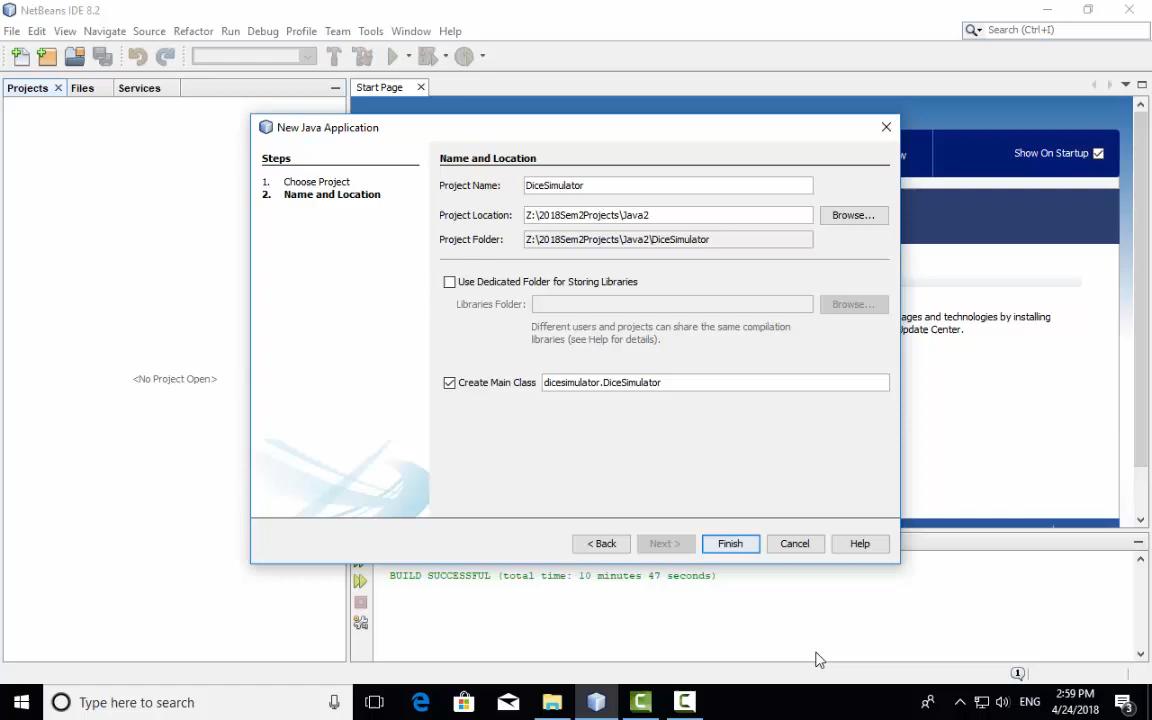 NetBeans IDE 8.2
File Edit View Navigate Source Refactor Run Debug Profile Team Tools Window Help
Search (Ctrl+I)
Projects Files Services
Start Page
New Java Application
Steps
1. Choose Project
2. Name and Location
Name and Location
Project Name: DiceSimulator
Project Location: Z:\2018Sem2Projects\Java2 Browse...
Project Folder: Z:\2018Sem2Projects\Java2\DiceSimulator
Use Dedicated Folder for Storing Libraries
Libraries Folder: Browse...
Different users and projects can share the same compilation
libraries (see Help for details).
Create Main Class dicesimulator.DiceSimulator
< Back Next > Finish Cancel Help
Show On Startup
ages and technologies by installing
Update Center.
<No Project Open>
BUILD SUCCESSFUL (total time: 10 minutes 47 seconds)
1
Type here to search
ENG
2:59 PM
4/24/2018
3